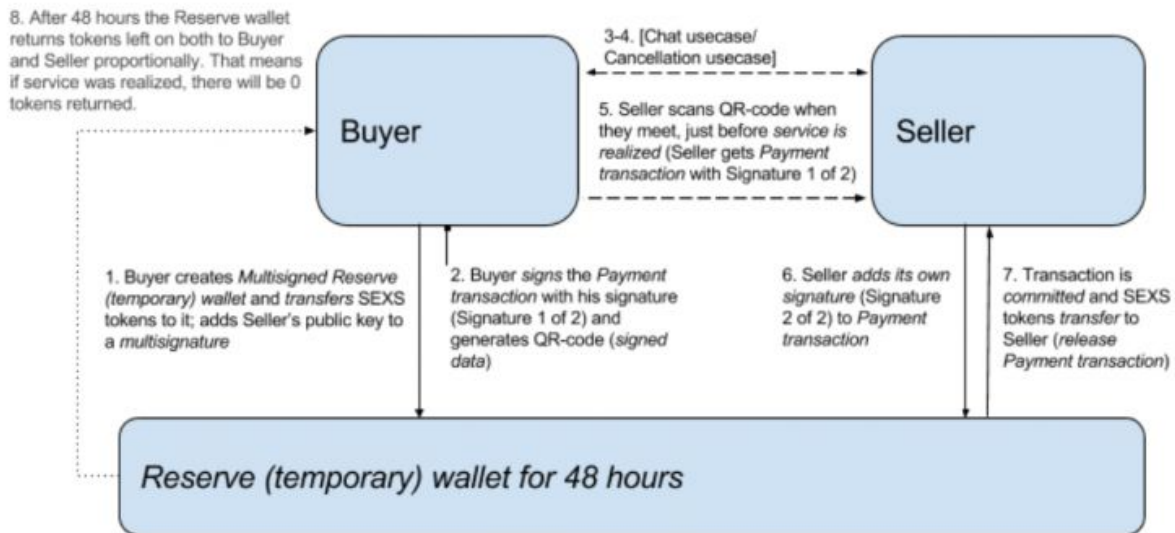 8. After 48 hours the Reserve wallet
returns tokens left on both to Buyer
and Seller proportionally. That means
if service was realized, there will be 0
tokens returned.
Buyer
3-4. [Chat usecase/
Cancellation usecase]
5. Seller scans QR-code when
they meet, just before service is
realized (Seller gets Payment
transaction with Signature 1 of 2)
Seller
1. Buyer creates Multisigned Reserve
(temporary) wallet and transfers SEXS
tokens to it; adds Seller's public key to
a multisignature
2. Buyer signs the Payment
transaction with his signature
(Signature 1 of 2) and
generates QR-code (signed
data)
6. Seller adds its own
signature (Signature
2 of 2) to Payment
transaction
7. Transaction is
committed and SEXS
tokens transfer to
Seller (release
Payment transaction)
Reserve (temporary) wallet for 48 hours